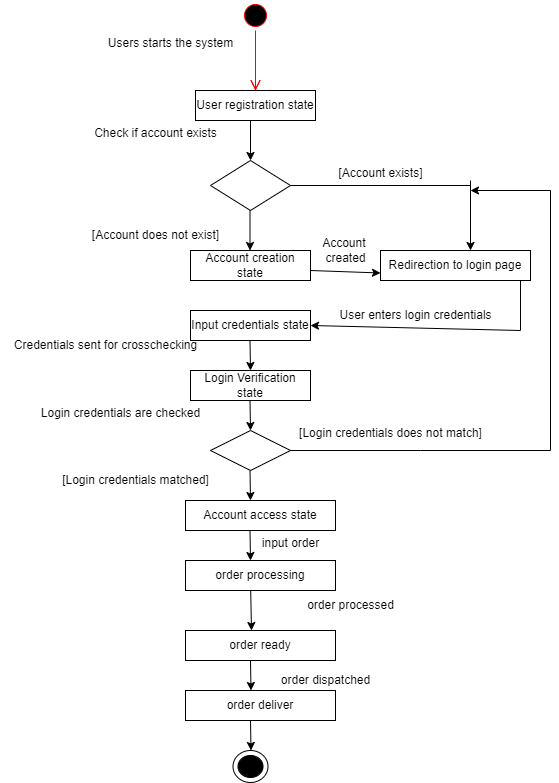 Users starts the system
User registration state
Check if account exists
[Account exists]
[Account does not exist]
Account
created
Account creation
state
Redirection to login page
User enters login credentials
Input credentials state
Credentials sent for crosschecking
Login Verification
state
Login credentials are checked
[Login credentials does not match]
[Login credentials matched]
Account access state
input order
order processing
order processed
order ready
order dispatched
order deliver